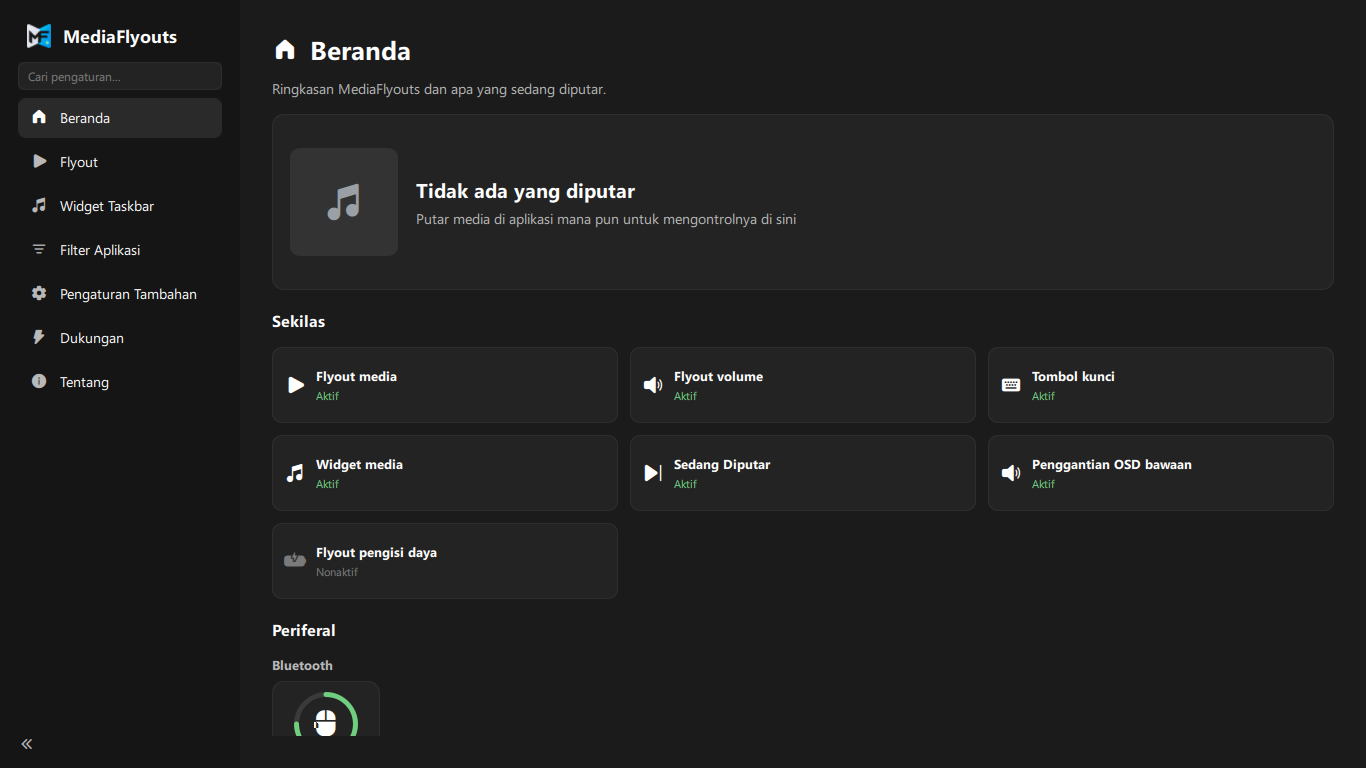 MediaFlyouts
Cari pengaturan...
Beranda
Flyout
Widget Taskbar
Filter Aplikasi
Pengaturan Tambahan
Dukungan
Tentang
Beranda
Ringkasan MediaFlyouts dan apa yang sedang diputar.
Tidak ada yang diputar
Putar media di aplikasi mana pun untuk mengontrolnya di sini
Sekilas
Flyout media
Aktif
Flyout volume
Aktif
Tombol kunci
Aktif
Widget media
Aktif
Sedang Diputar
Aktif
Penggantian OSD bawaan
Aktif
Flyout pengisi daya
Nonaktif
Periferal
Bluetooth